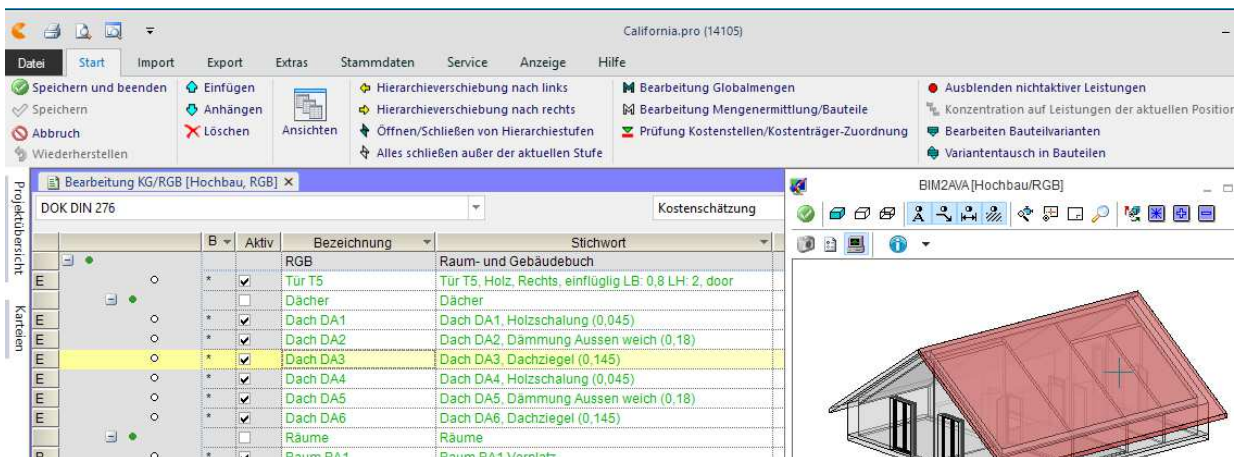 California.pro (14105)
Datei Start Import Export Extras Stammdaten Service Anzeige Hilfe
Speichern und beenden
Speichern
Abbruch
Wiederherstellen
Einfügen
Anhängen
Löschen
Ansichten
Hierarchieverschiebung nach links
Hierarchieverschiebung nach rechts
Öffnen/Schließen von Hierarchiestufen
Alles schließen außer der aktuellen Stufe
Bearbeitung Globalmengen
Bearbeitung Mengenermittlung/Bauteile
Prüfung Kostenstellen/Kostenträger-Zuordnung
Ausblenden nichtaktiver Leistungen
Konzentration auf Leistungen der aktuellen Position
Bearbeiten Bauteilvarianten
Variantentausch in Bauteilen
Projektübersicht
Karteien
Bearbeitung KG/RGB [Hochbau, RGB]
DOK DIN 276 Kostenschätzung
B Aktiv Bezeichnung Stichwort
RGB Raum- und Gebäudebuch
E * Tür T5 Tür T5, Holz, Rechts, einflüglig LB: 0,8 LH: 2, door
Dächer Dächer
E * Dach DA1 Dach DA1, Holzschalung (0,045)
E * Dach DA2 Dach DA2, Dämmung Aussen weich (0,18)
E * Dach DA3 Dach DA3, Dachziegel (0,145)
E * Dach DA4 Dach DA4, Holzschalung (0,045)
E * Dach DA5 Dach DA5, Dämmung Aussen weich (0,18)
E * Dach DA6 Dach DA6, Dachziegel (0,145)
Räume Räume
Raum RA1 Raum RA1 Vorplatz
BIM2AVA [Hochbau/RGB]